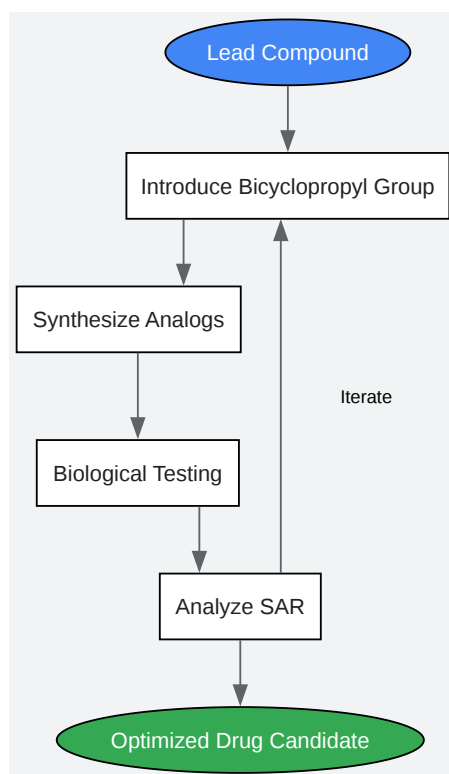 Lead Compound
Introduce Bicyclopropyl Group
Synthesize Analogs
Iterate
Biological Testing
Analyze SAR
Optimized Drug Candidate